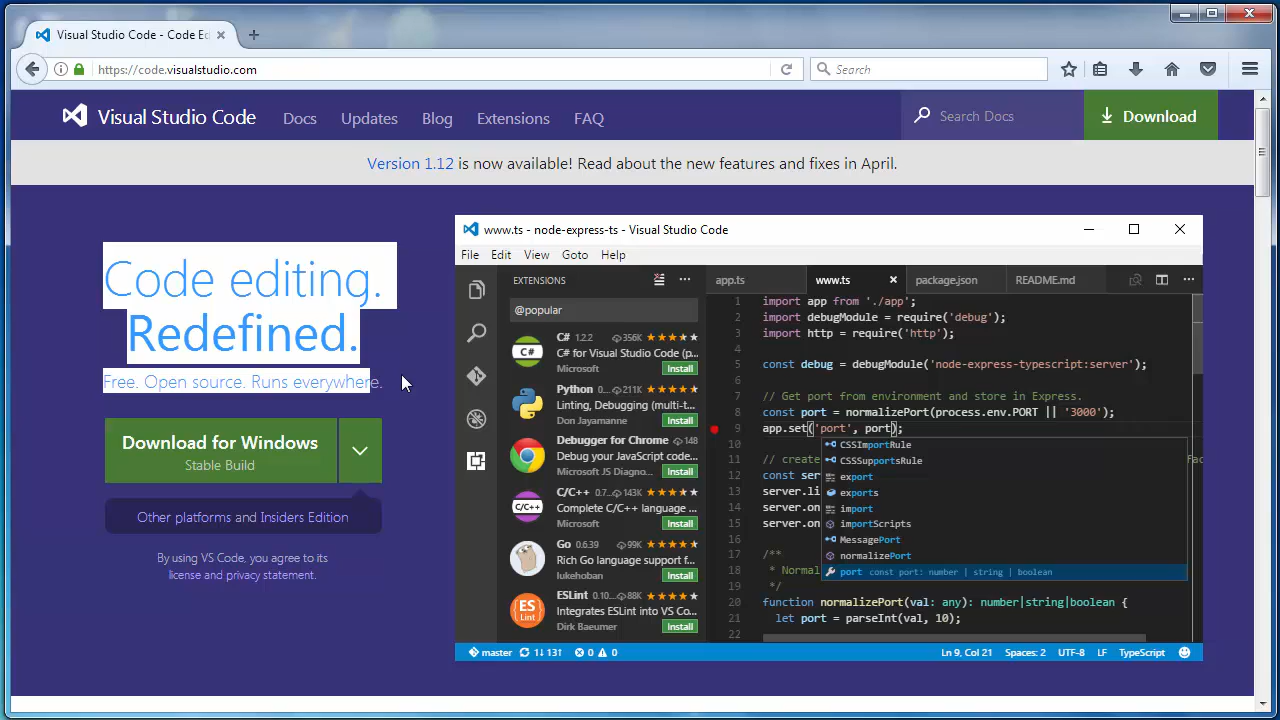 Visual Studio Code - Code Ed
https://code.visualstudio.com
Search
Visual Studio Code
Docs
Updates
Blog
Extensions
FAQ
Search Docs
Download
Version 1.12 is now available! Read about the new features and fixes in April.
Code editing.
Redefined.
Free. Open source. Runs everywhere.
Download for Windows
Stable Build
Other platforms and Insiders Edition
By using VS Code, you agree to its
license and privacy statement.
www.ts - node-express-ts - Visual Studio Code
File Edit View Goto Help
EXTENSIONS
@popular
C# 1.2.2 356K
C# for Visual Studio Code (p...
Microsoft Install
Python 0... 211K
Linting, Debugging (multi-t...
Don Jayamanne Install
Debugger for Chrome 148
Debug your JavaScript code...
Microsoft JS Diagno... Install
C/C++ 0.7... 143K
Complete C/C++ language ...
Microsoft Install
Go 0.6.39 99K
Rich Go language support f...
lukehoban Install
ESLint 0.10... 88K
Integrates ESLint into VS Co...
Dirk Baeumer Install
app.ts www.ts package.json README.md
1 import app from './app';
2 import debugModule = require('debug');
3 import http = require('http');
4
5 const debug = debugModule('node-express-typescript:server');
6
7 // Get port from environment and store in Express.
8 const port = normalizePort(process.env.PORT || '3000');
9 app.set('port', port);
10
11 // create
12 const ser
13 server.li
14 server.on
15 server.on
16
17 /**
18 * Normal
19 */
20 function normalizePort(val: any): number|string|boolean {
21 let port = parseInt(val, 10);
22
CSSImportRule
CSSSupportsRule
export
exports
import
importScripts
MessagePort
normalizePort
port const port: number | string | boolean
master 1↓ 13↑ 0 0
Ln 9, Col 21 Spaces: 2 UTF-8 LF TypeScript